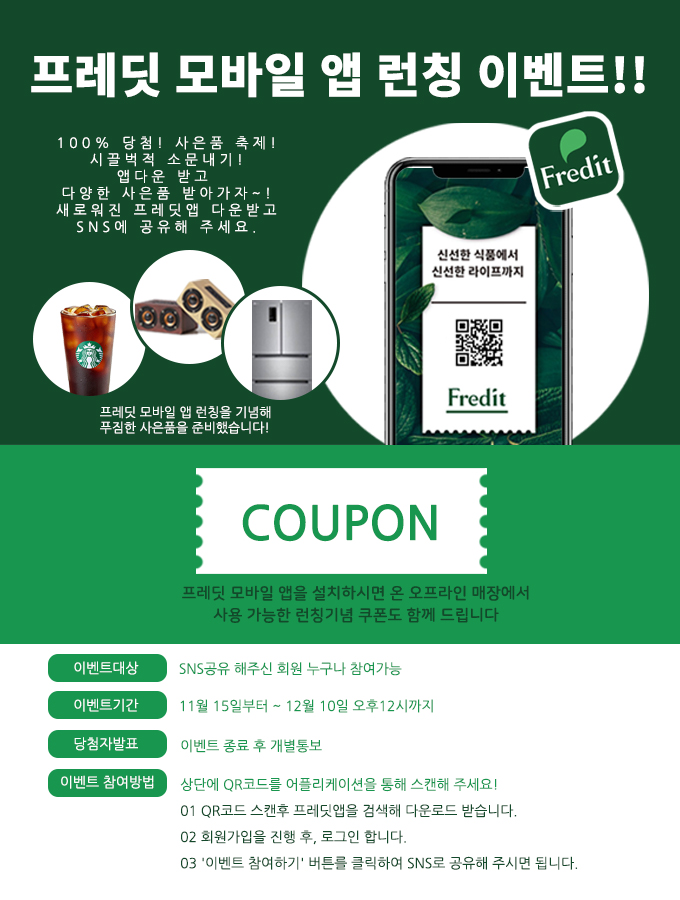 프레딧 모바일 앱 런칭 이벤트!!
100% 당첨! 사은품 축제!
시끌벅적 소문내기!
앱다운 받고
다양한 사은품 받아가자~!
새로워진 프레딧앱 다운받고
SNS에 공유해 주세요.
Fredit
신선한 식품에서
신선한 라이프까지
Fredit
프레딧 모바일 앱 런칭을 기념해
푸짐한 사은품을 준비했습니다!
COUPON
프레딧 모바일 앱을 설치하시면 온 오프라인 매장에서
사용 가능한 런칭기념 쿠폰도 함께 드립니다
이벤트대상 SNS공유 해주신 회원 누구나 참여가능
이벤트기간 11월 15일부터 ~ 12월 10일 오후12시까지
당첨자발표 이벤트 종료 후 개별통보
이벤트 참여방법 상단에 QR코드를 어플리케이션을 통해 스캔해 주세요!
01 QR코드 스캔후 프레딧앱을 검색해 다운로드 받습니다.
02 회원가입을 진행 후, 로그인 합니다.
03 '이벤트 참여하기' 버튼를 클릭하여 SNS로 공유해 주시면 됩니다.